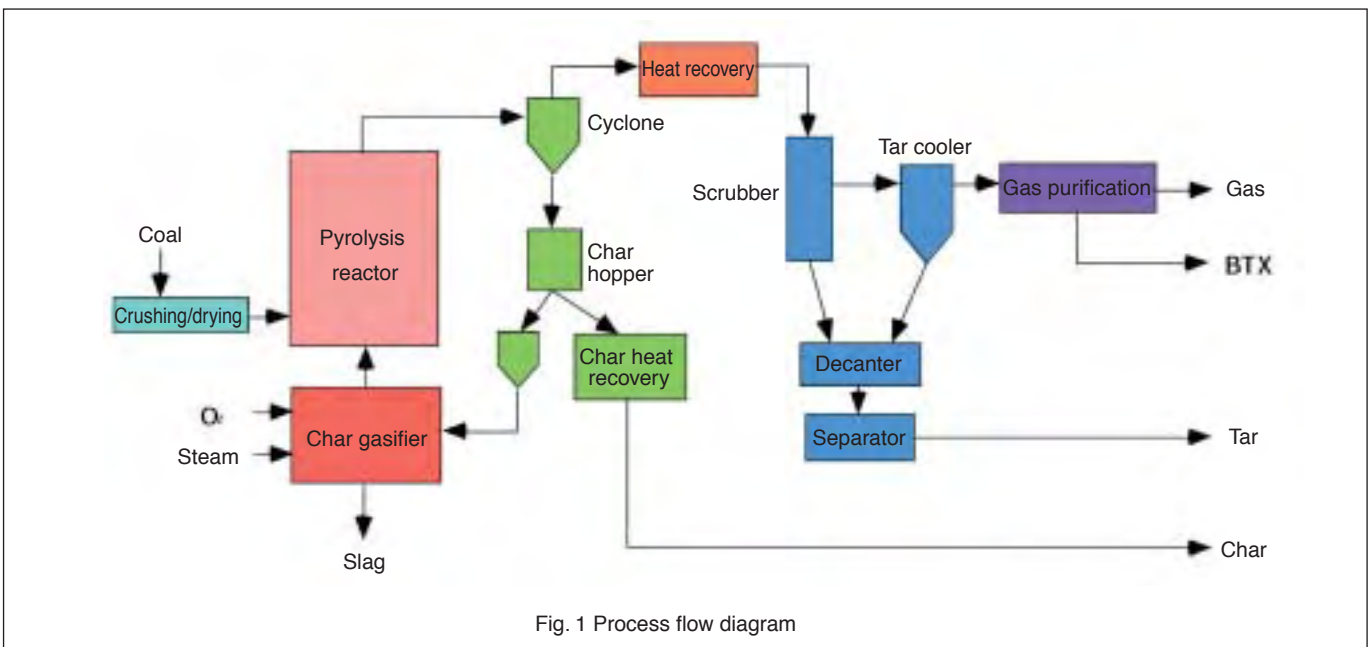 Heat recovery
Cyclone
Tar cooler
Scrubber
Gas purification
Gas
Coal
Pyrolysis
reactor
Char
hopper
BTX
Crushing/drying
Char heat
recovery
Decanter
O₂
Char gasifier
Steam
Separator
Tar
Slag
Char
Fig. 1 Process flow diagram